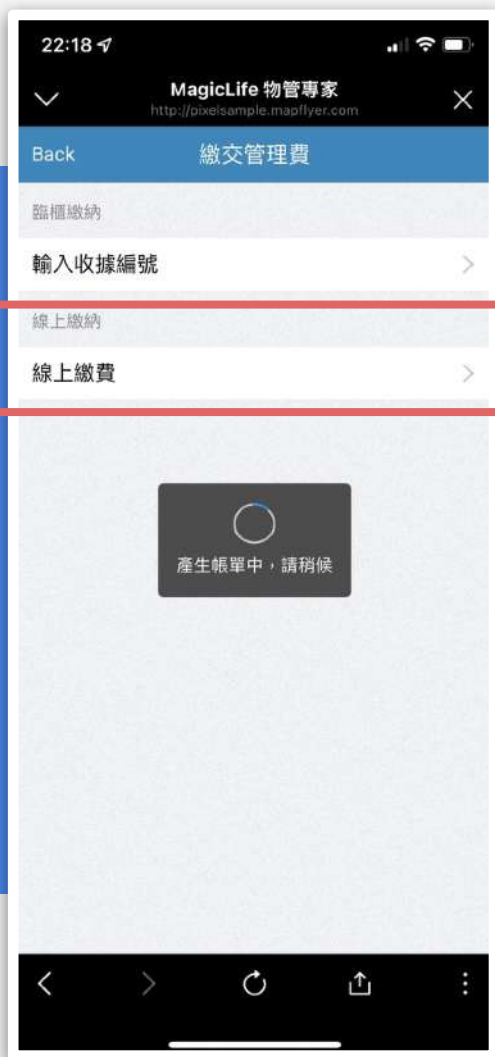 22:18
MagicLife 物管專家
http://pixelsample.mapflyer.com
Back
繳交管理費
臨櫃繳納
輸入收據編號
線上繳納
線上繳費
產生帳單中，請稍候